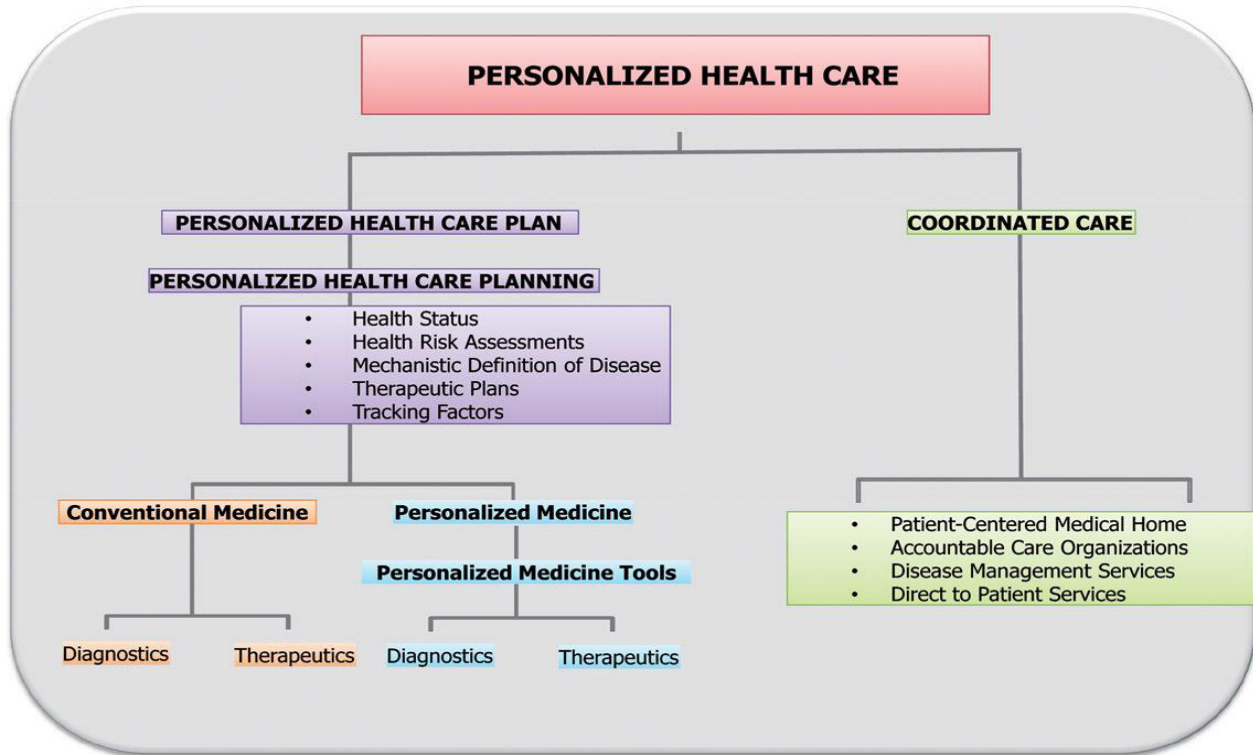 PERSONALIZED HEALTH CARE
PERSONALIZED HEALTH CARE PLAN
COORDINATED CARE
PERSONALIZED HEALTH CARE PLANNING
• Health Status
• Health Risk Assessments
• Mechanistic Definition of Disease
• Therapeutic Plans
• Tracking Factors
Conventional Medicine
Personalized Medicine
Personalized Medicine Tools
Diagnostics
Therapeutics
Diagnostics
Therapeutics
• Patient-Centered Medical Home
• Accountable Care Organizations
• Disease Management Services
• Direct to Patient Services